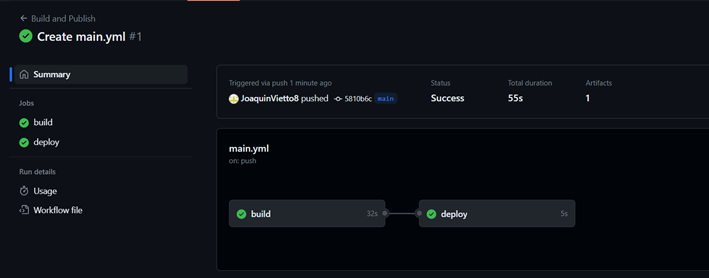 Build and Publish
Create main.yml #1
Summary
Jobs
build
deploy
Run details
Usage
Workflow file
Triggered via push 1 minute ago
JoaquinVietto8 pushed 5810b6c main
Status
Success
Total duration
55s
Artifacts
1
main.yml
on: push
build 32s
deploy 5s